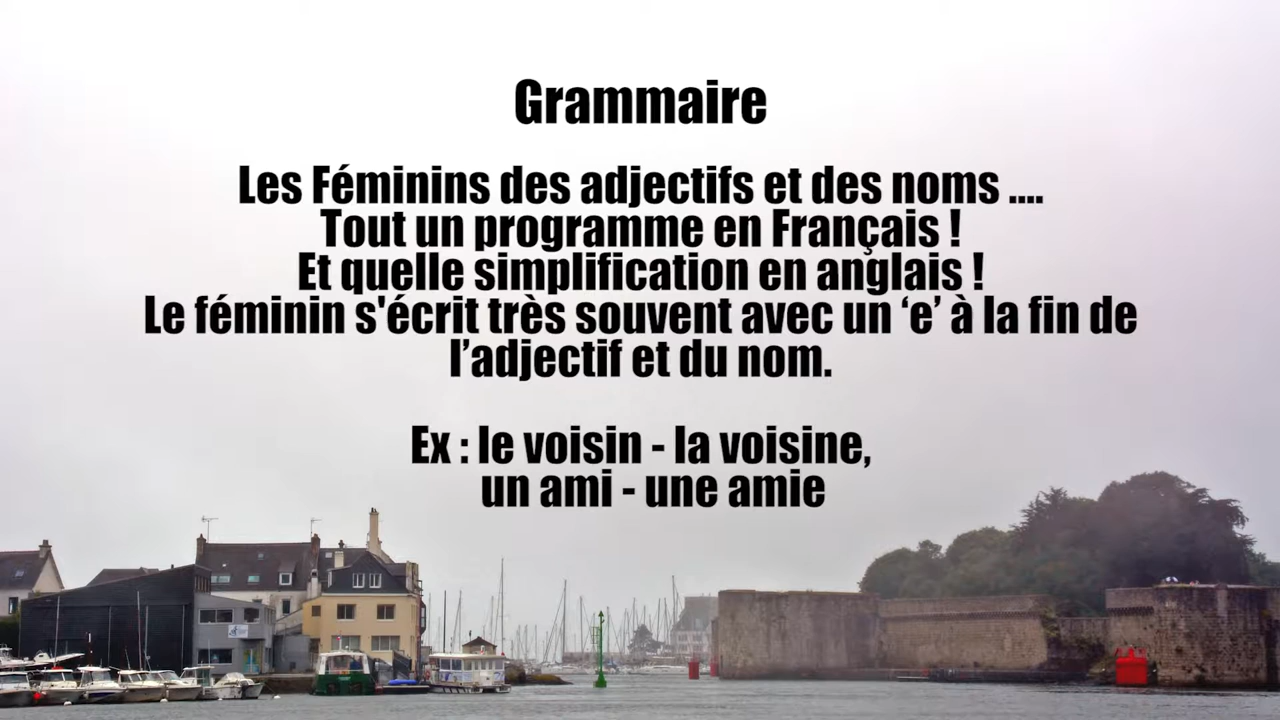 Grammaire
Les Féminins des adjectifs et des noms ....
Tout un programme en Français !
Et quelle simplification en anglais !
Le féminin s'écrit très souvent avec un ‘e’ à la fin de
l’adjectif et du nom.
Ex : le voisin - la voisine,
un ami - une amie